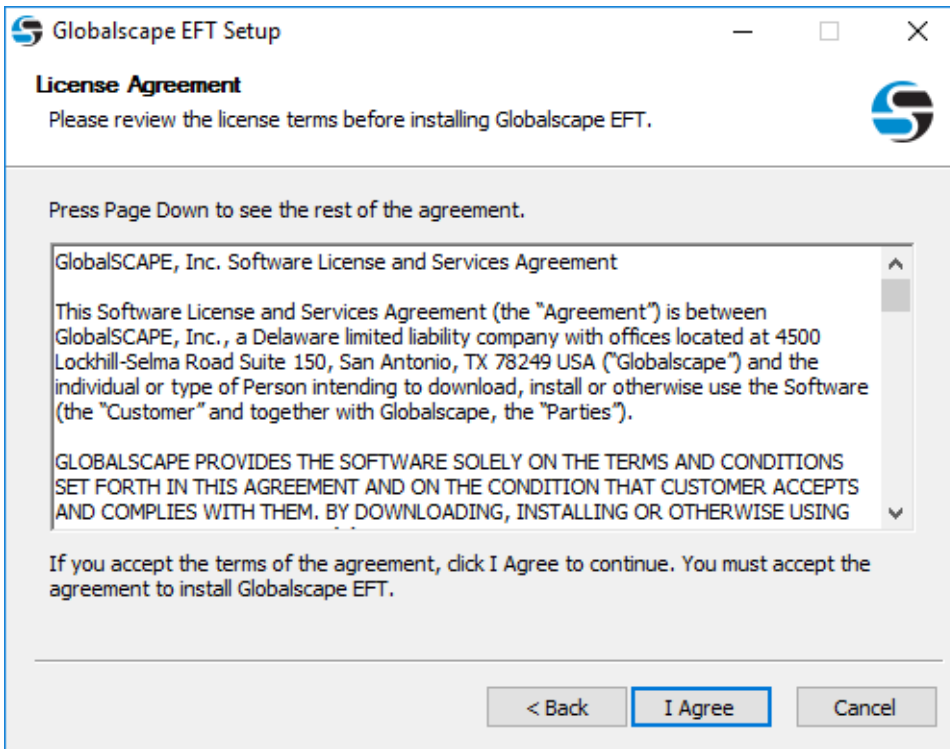 Globalscape EFT Setup
License Agreement
Please review the license terms before installing Globalscape EFT.
Press Page Down to see the rest of the agreement.
GlobalSCAPE, Inc. Software License and Services Agreement
This Software License and Services Agreement (the “Agreement”) is between
GlobalSCAPE, Inc., a Delaware limited liability company with offices located at 4500
Lockhill-Selma Road Suite 150, San Antonio, TX 78249 USA (“Globalscape”) and the
individual or type of Person intending to download, install or otherwise use the Software
(the “Customer” and together with Globalscape, the “Parties”).
GLOBALSCAPE PROVIDES THE SOFTWARE SOLELY ON THE TERMS AND CONDITIONS
SET FORTH IN THIS AGREEMENT AND ON THE CONDITION THAT CUSTOMER ACCEPTS
AND COMPLIES WITH THEM. BY DOWNLOADING, INSTALLING OR OTHERWISE USING
If you accept the terms of the agreement, click I Agree to continue. You must accept the
agreement to install Globalscape EFT.
< Back
I Agree
Cancel